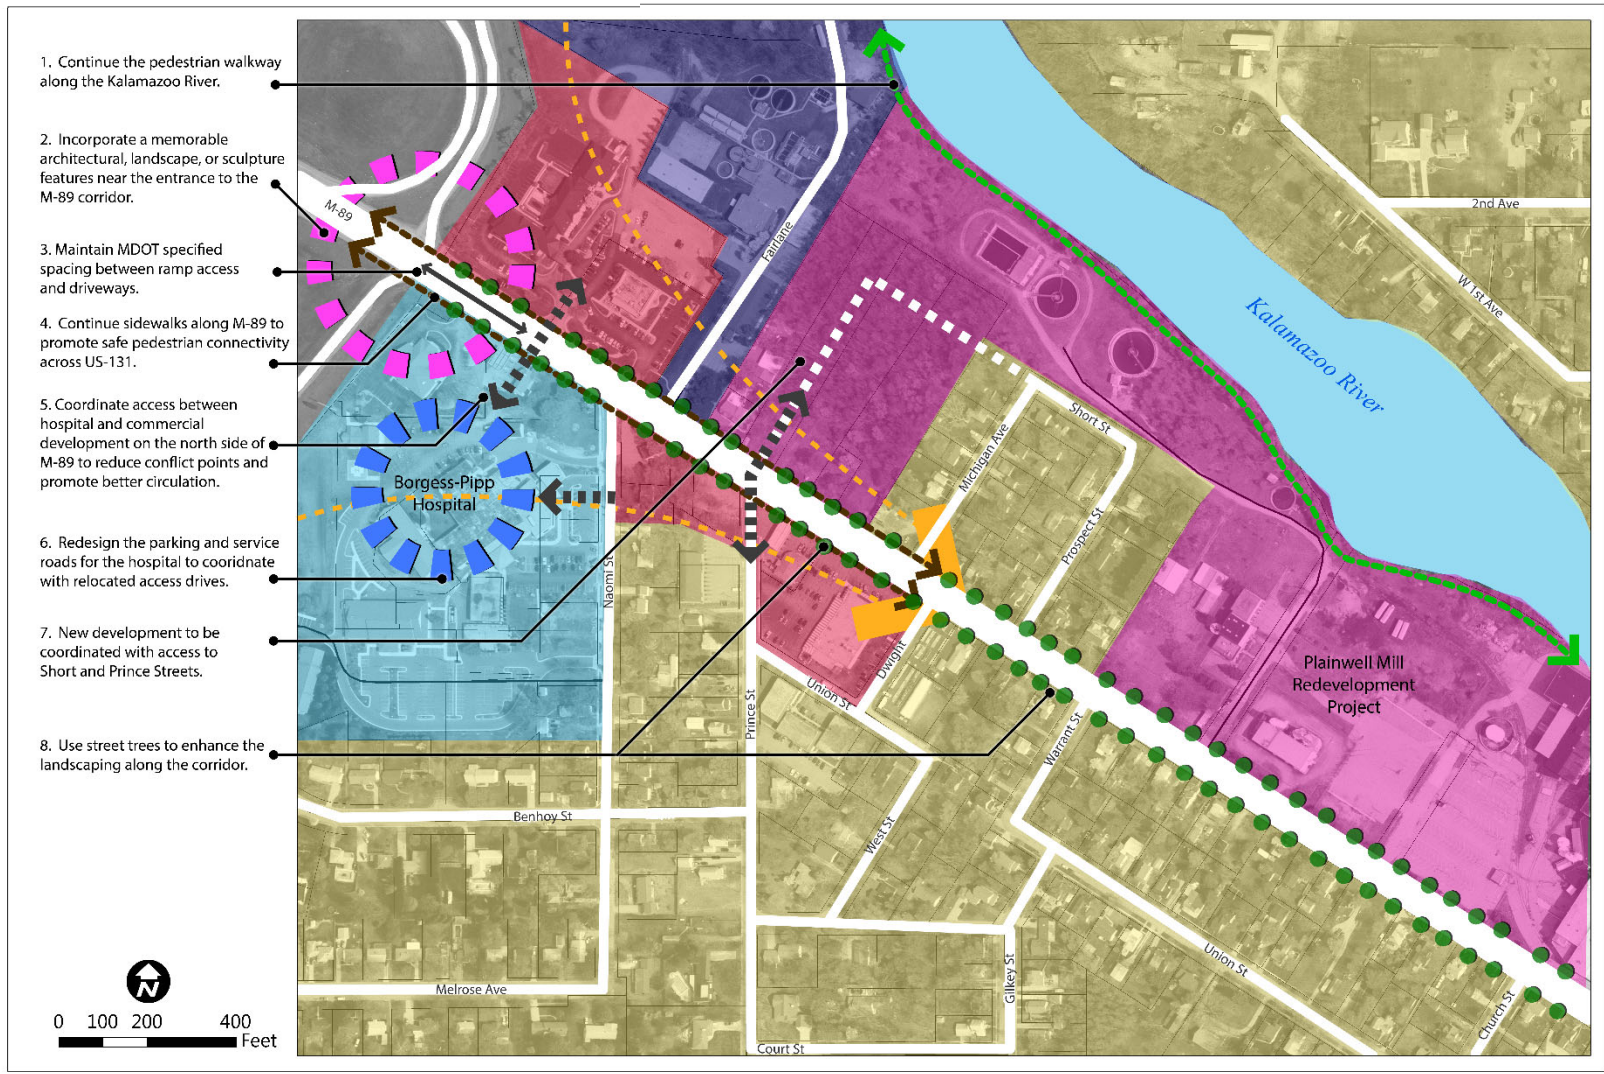 1. Continue the pedestrian walkway
along the Kalamazoo River.
2. Incorporate a memorable
architectural, landscape, or sculpture
features near the entrance to the
M-89 corridor.
3. Maintain MDOT specified
spacing between ramp access
and driveways.
4. Continue sidewalks along M-89 to
promote safe pedestrian connectivity
across US-131.
5. Coordinate access between
hospital and commercial
development on the north side of
M-89 to reduce conflict points and
promote better circulation.
6. Redesign the parking and service
roads for the hospital to cooridnate
with relocated access drives.
7. New development to be
coordinated with access to
Short and Prince Streets.
8. Use street trees to enhance the
landscaping along the corridor.
N
0 100 200 400
Feet
M-89
Fairlane
2nd Ave
W 1st Ave
Kalamazoo River
Short St
Michigan Ave
Prospect St
Borgess-Pipp
Hospital
Naomi St
Prince St
Union St
Dwight
Warrant St
Plainwell Mill
Redevelopment
Project
Benhoy St
West St
Melrose Ave
Gilkey St
Union St
Church St
Court St